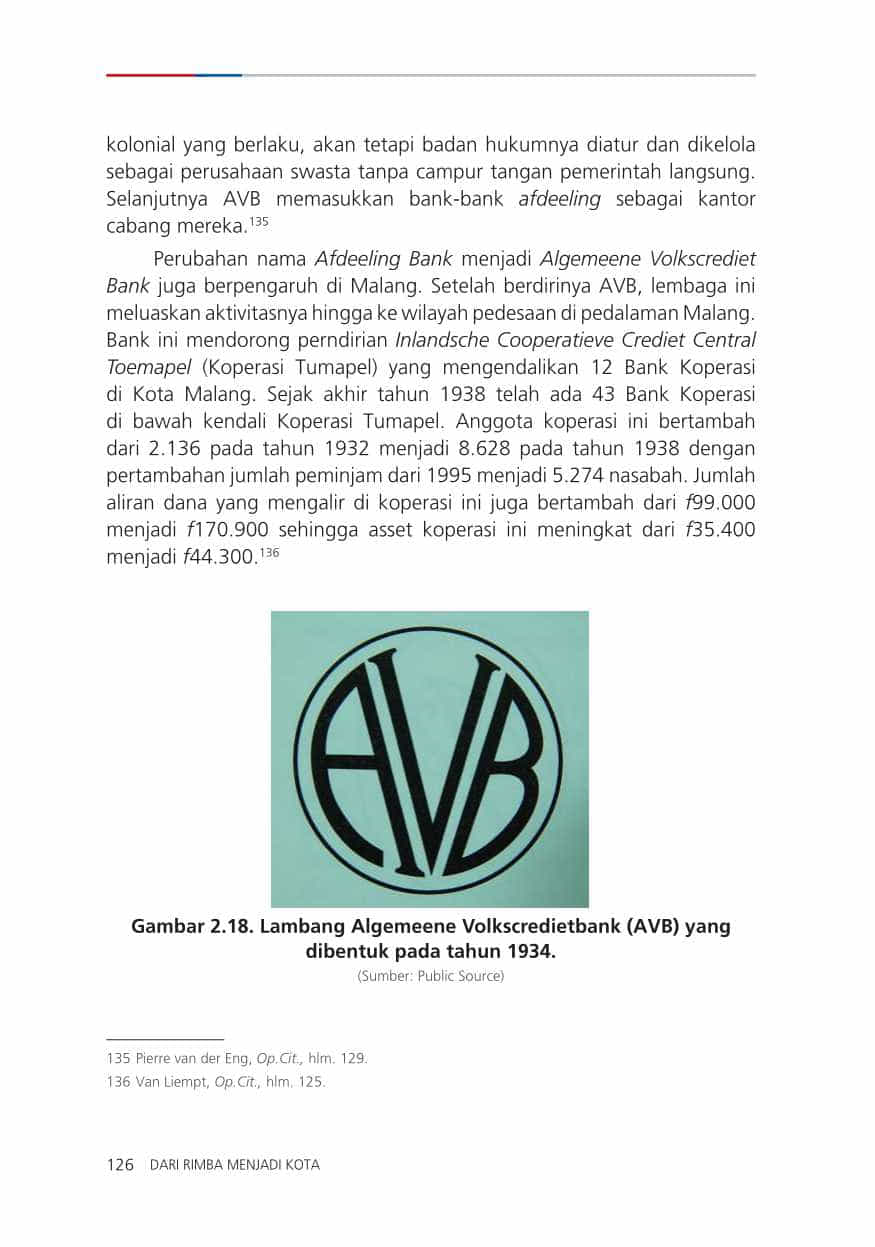 kolonial yang berlaku, akan tetapi badan hukumnya diatur dan dikelola
sebagai perusahaan swasta tanpa campur tangan pemerintah langsung.
Selanjutnya AVB memasukkan bank-bank afdeeling sebagai kantor
cabang mereka.135
Perubahan nama Afdeeling Bank menjadi Algemeene Volkscrediet
Bank juga berpengaruh di Malang. Setelah berdirinya AVB, lembaga ini
meluaskan aktivitasnya hingga ke wilayah pedesaan di pedalaman Malang.
Bank ini mendorong perndirian Inlandsche Cooperatieve Crediet Central
Toemapel (Koperasi Tumapel) yang mengendalikan 12 Bank Koperasi
di Kota Malang. Sejak akhir tahun 1938 telah ada 43 Bank Koperasi
di bawah kendali Koperasi Tumapel. Anggota koperasi ini bertambah
dari 2.136 pada tahun 1932 menjadi 8.628 pada tahun 1938 dengan
pertambahan jumlah peminjam dari 1995 menjadi 5.274 nasabah. Jumlah
aliran dana yang mengalir di koperasi ini juga bertambah dari f99.000
menjadi f170.900 sehingga asset koperasi ini meningkat dari f35.400
menjadi f44.300.136
AVB
Gambar 2.18. Lambang Algemeene Volkscredietbank (AVB) yang
dibentuk pada tahun 1934.
(Sumber: Public Source)
135 Pierre van der Eng, Op.Cit., hlm. 129.
136 Van Liempt, Op.Cit., hlm. 125.
126 DARI RIMBA MENJADI KOTA